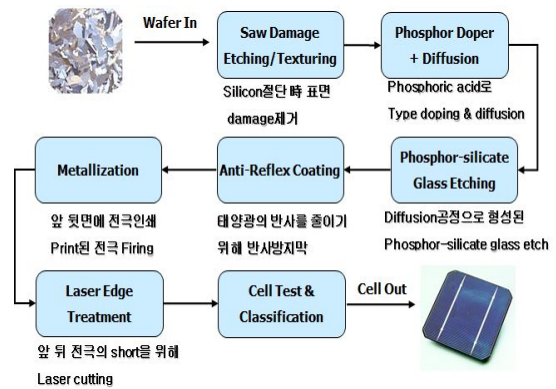 Wafer In
Saw Damage
Etching/Texturing
Silicon절단 時 표면
damage제거
Phosphor Doper
+ Diffusion
Phosphoric acid로
Type doping & diffusion
Phosphor-silicate
Glass Etching
Diffusion공정으로 형성된
Phosphor-silicate glass etch
Anti-Reflex Coating
태양광의 반사를 줄이기
위해 반사방지막
Metallization
앞 뒷면에 전극인쇄
Print된 전극 Firing
Laser Edge
Treatment
앞 뒤 전극의 short을 위해
Laser cutting
Cell Test &
Classification
Cell Out